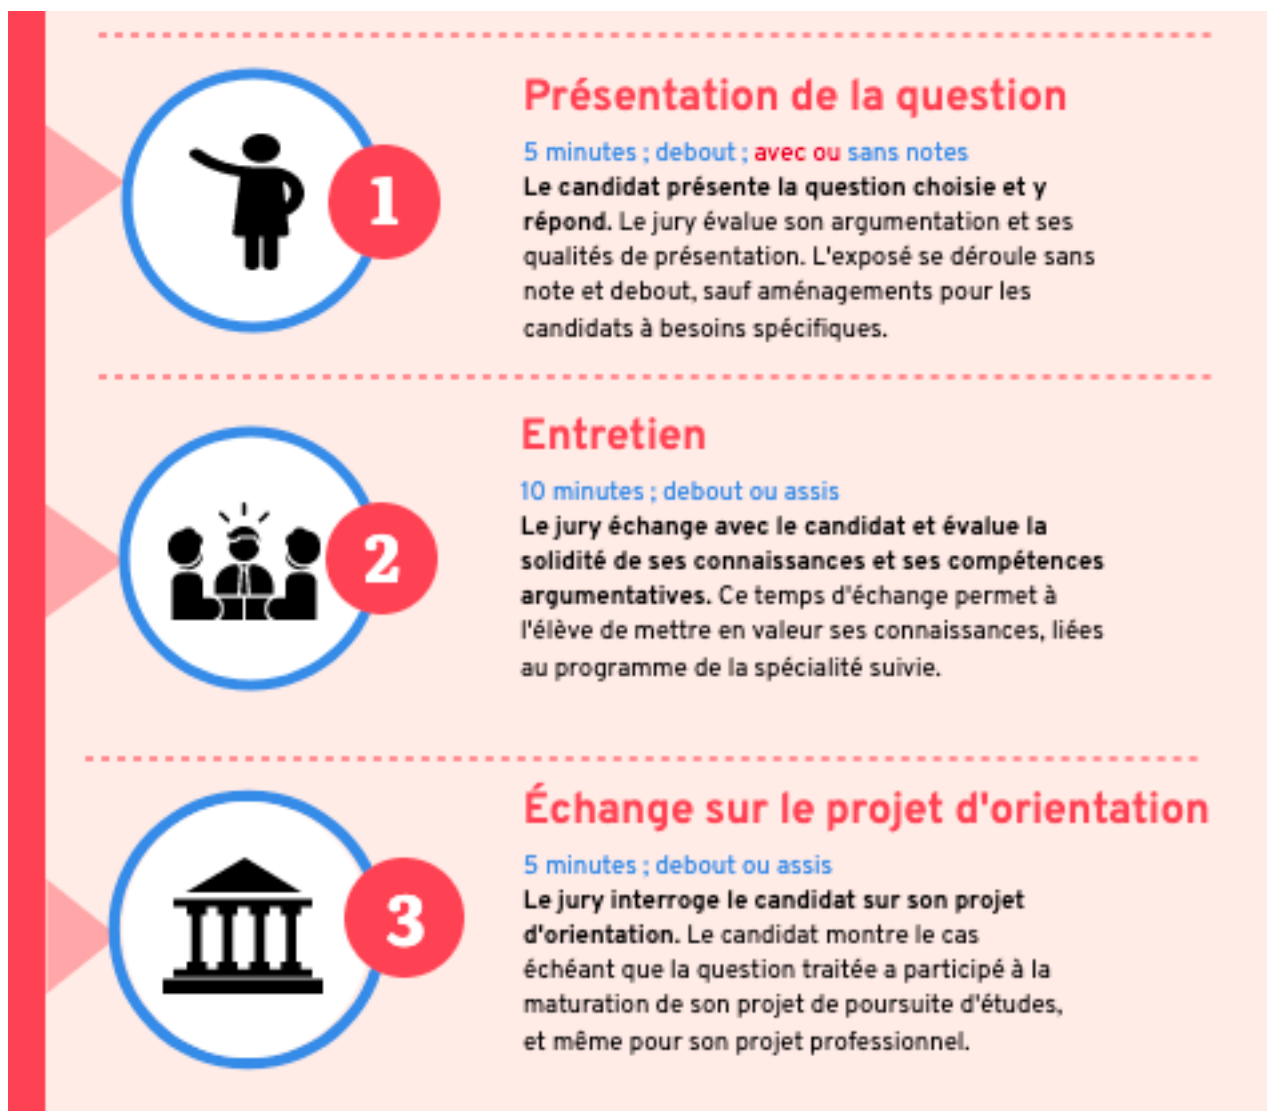 Présentation de la question
5 minutes ; debout ; avec ou sans notes
1
Le candidat présente la question choisie et y
répond. Le jury évalue son argumentation et ses
qualités de présentation. L'exposé se déroule sans
note et debout, sauf aménagements pour les
candidats à besoins spécifiques.
Entretien
10 minutes ; debout ou assis
2
Le jury échange avec le candidat et évalue la
solidité de ses connaissances et ses compétences
argumentatives. Ce temps d'échange permet à
l'élève de mettre en valeur ses connaissances, liées
au programme de la spécialité suivie.
Échange sur le projet d'orientation
5 minutes ; debout ou assis
3
Le jury interroge le candidat sur son projet
d'orientation. Le candidat montre le cas
échéant que la question traitée a participé à la
maturation de son projet de poursuite d'études,
et même pour son projet professionnel.